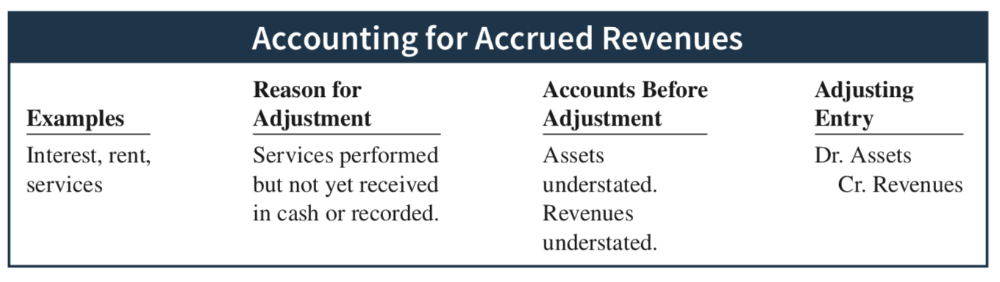 Accounting for Accrued Revenues
Examples
Interest, rent,
services
Reason for
Adjustment
Services performed
but not yet received
in cash or recorded.
Accounts Before
Adjustment
Assets
understated.
Revenues
understated.
Adjusting
Entry
Dr. Assets
Cr. Revenues